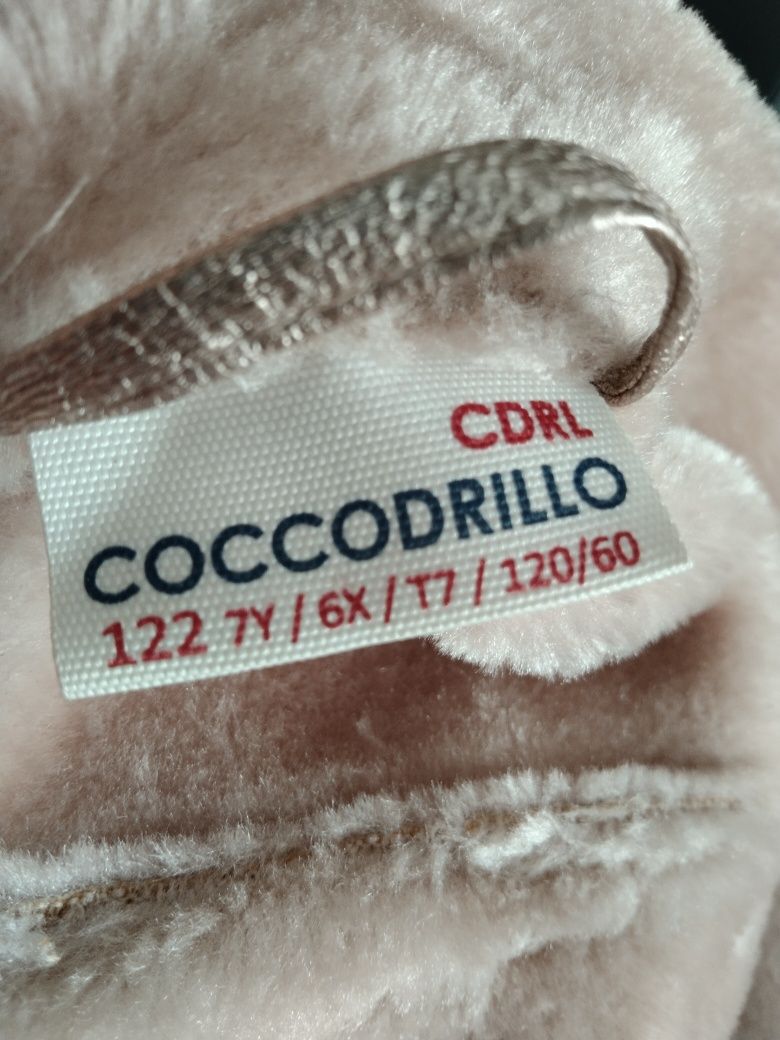 CDRL
COCCODRILLO
122 7Y / 6X / T7 / 120/60